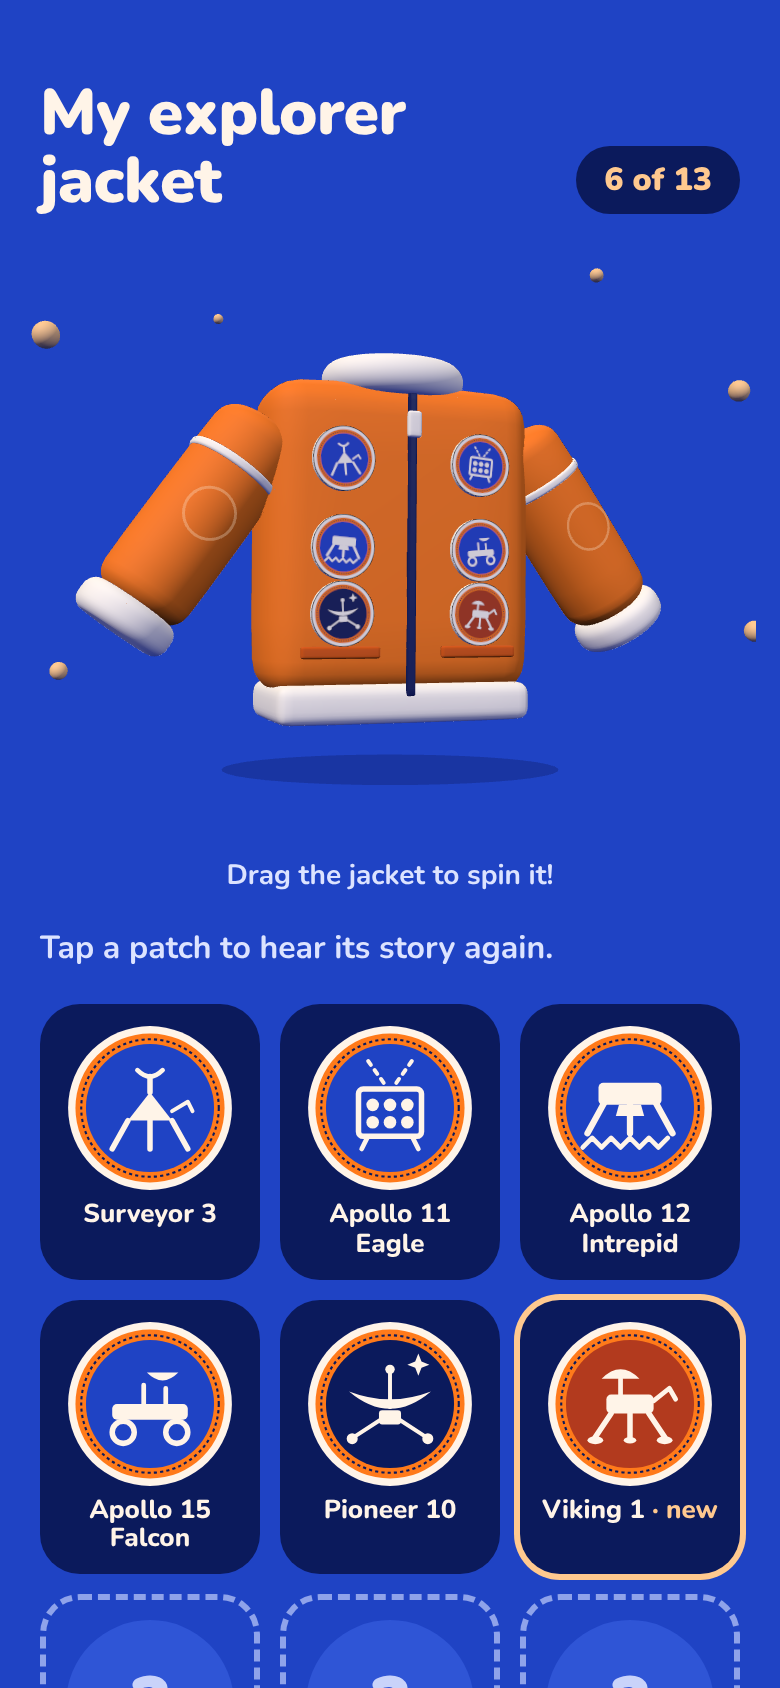 My explorer
jacket
6 of 13
Drag the jacket to spin it!
Tap a patch to hear its story again.
Surveyor 3
Apollo 11
Eagle
Apollo 12
Intrepid
Apollo 15
Falcon
Pioneer 10
Viking 1 · new